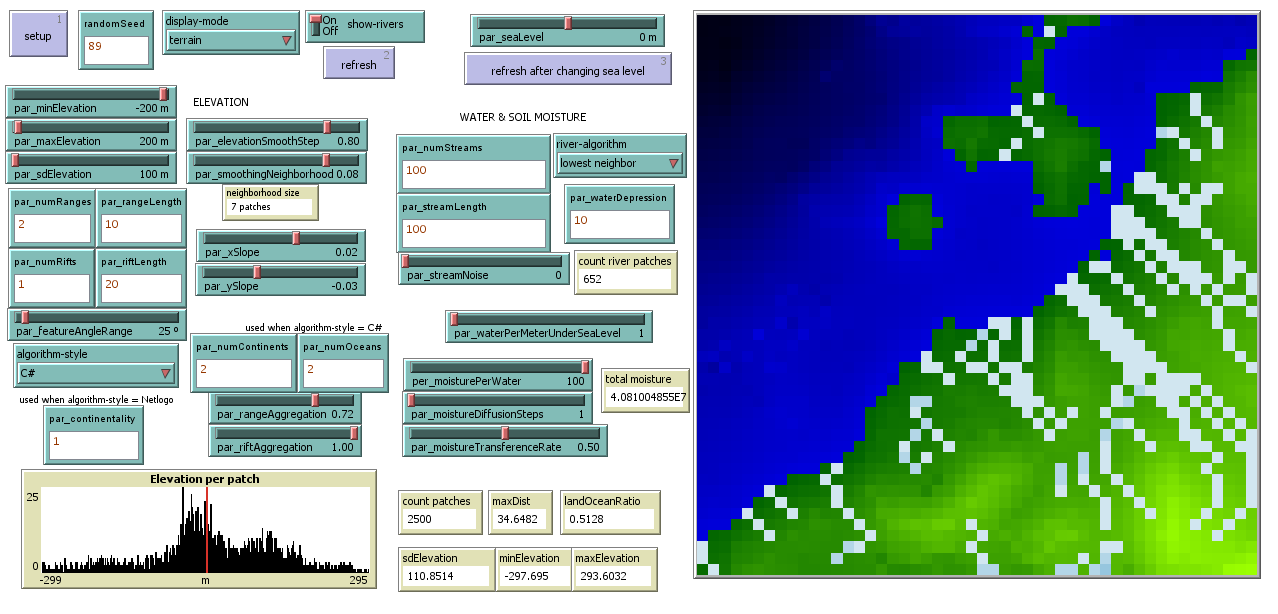 setup
1
randomSeed
89
display-mode
terrain
On
Off
show-rivers
refresh
2
par_seaLevel 0 m
refresh after changing sea level
3
par_minElevation -200 m
par_maxElevation 200 m
par_sdElevation 100 m
ELEVATION
par_elevationSmoothStep 0.80
par_smoothingNeighborhood 0.08
neighborhood size
7 patches
par_numRanges
2
par_rangeLength
10
par_numRifts
1
par_riftLength
20
par_xSlope 0.02
par_ySlope -0.03
par_featureAngleRange 25 º
algorithm-style
C#
used when algorithm-style = C#
par_numContinents
2
par_numOceans
2
par_rangeAggregation 0.72
par_riftAggregation 1.00
used when algorithm-style = Netlogo
par_continentality
1
WATER & SOIL MOISTURE
par_numStreams
100
river-algorithm
lowest neighbor
par_streamLength
100
par_waterDepression
10
par_streamNoise 0
count river patches
652
par_waterPerMeterUnderSeaLevel 1
per_moisturePerWater 100
par_moistureDiffusionSteps 1
par_moistureTransferenceRate 0.50
total moisture
4.081004855E7
Elevation per patch
25
0
-299
m
295
count patches
2500
maxDist
34.6482
landOceanRatio
0.5128
sdElevation
110.8514
minElevation
-297.695
maxElevation
293.6032